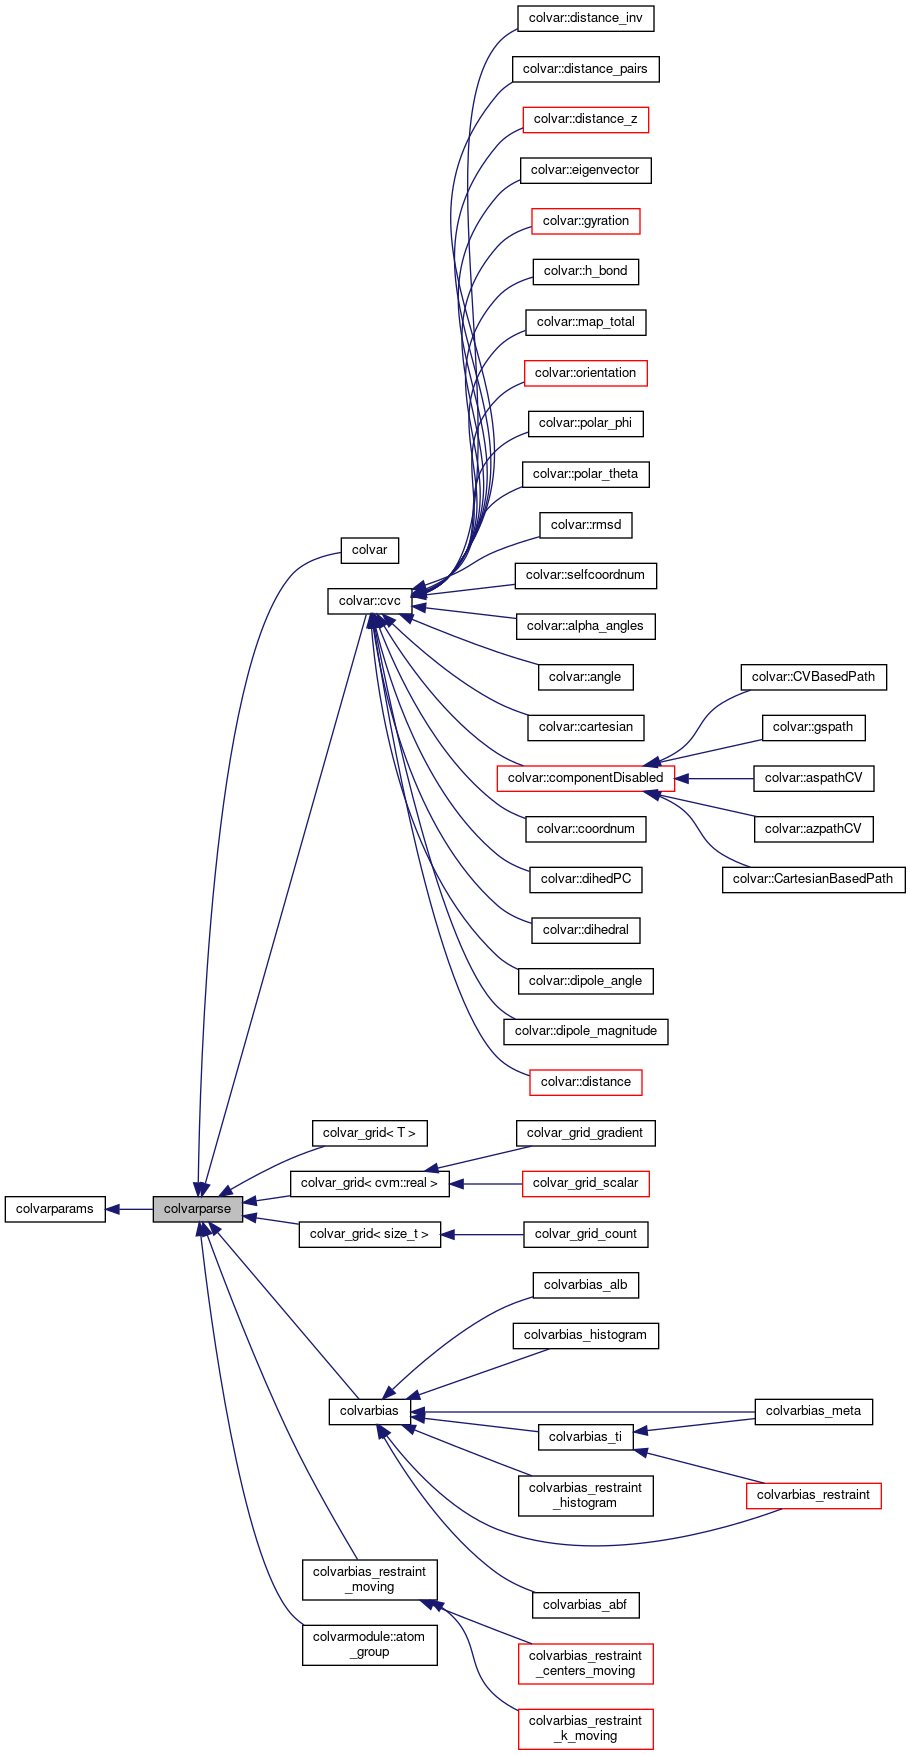 colvar::distance_inv
colvar::distance_pairs
colvar::distance_z
colvar::eigenvector
colvar::gyration
colvar::h_bond
colvar::map_total
colvar::orientation
colvar::polar_phi
colvar::polar_theta
colvar::rmsd
colvar
colvar::selfcoordnum
colvar::cvc
colvar::alpha_angles
colvar::angle
colvar::CVBasedPath
colvar::cartesian
colvar::gspath
colvar::componentDisabled
colvar::aspathCV
colvar::coordnum
colvar::azpathCV
colvar::dihedPC
colvar::CartesianBasedPath
colvar::dihedral
colvar::dipole_angle
colvar::dipole_magnitude
colvar::distance
colvar_grid< T >
colvar_grid_gradient
colvar_grid< cvm::real >
colvar_grid_scalar
colvarparams
colvarparse
colvar_grid< size_t >
colvar_grid_count
colvarbias_alb
colvarbias_histogram
colvarbias
colvarbias_meta
colvarbias_ti
colvarbias_restraint
_histogram
colvarbias_restraint
colvarbias_restraint
_moving
colvarbias_abf
colvarmodule::atom
_group
colvarbias_restraint
_centers_moving
colvarbias_restraint
_k_moving